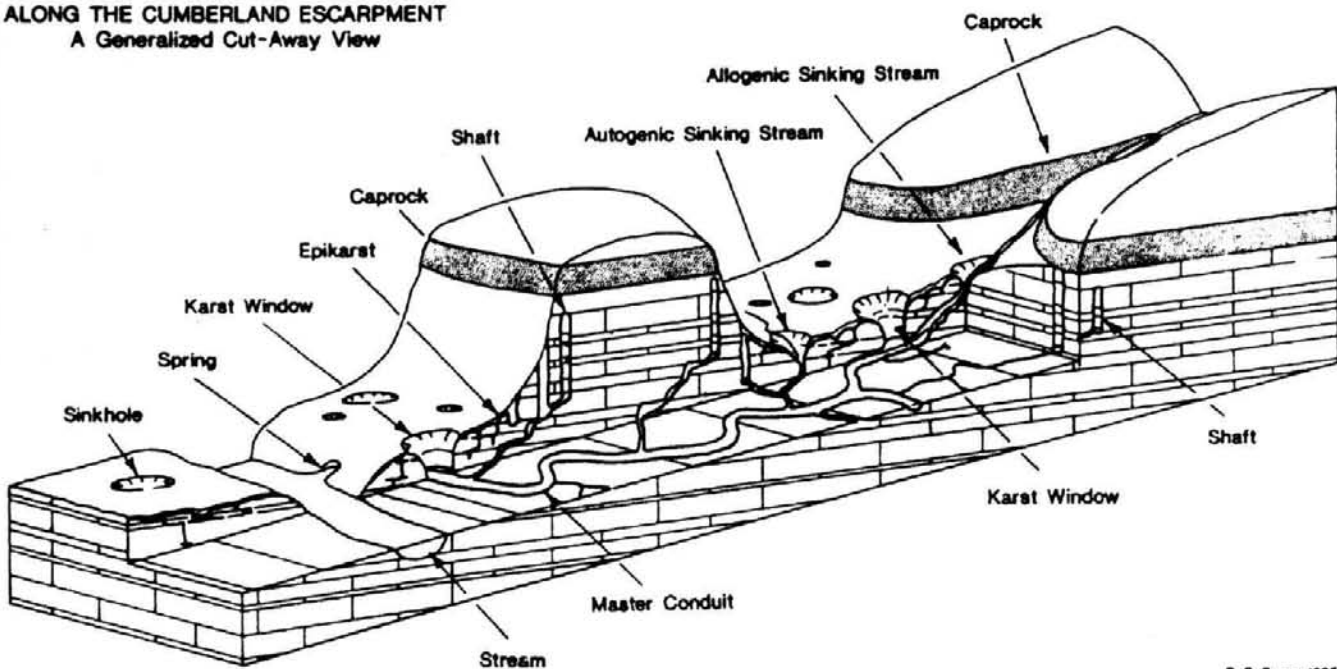 ALONG THE CUMBERLAND ESCARPMENT
A Generalized Cut-Away View
Caprock
Allogenic Sinking Stream
Shaft
Autogenic Sinking Stream
Caprock
Epikarst
Karst Window
Spring
Sinkhole
Shaft
Karst Window
Master Conduit
Stream